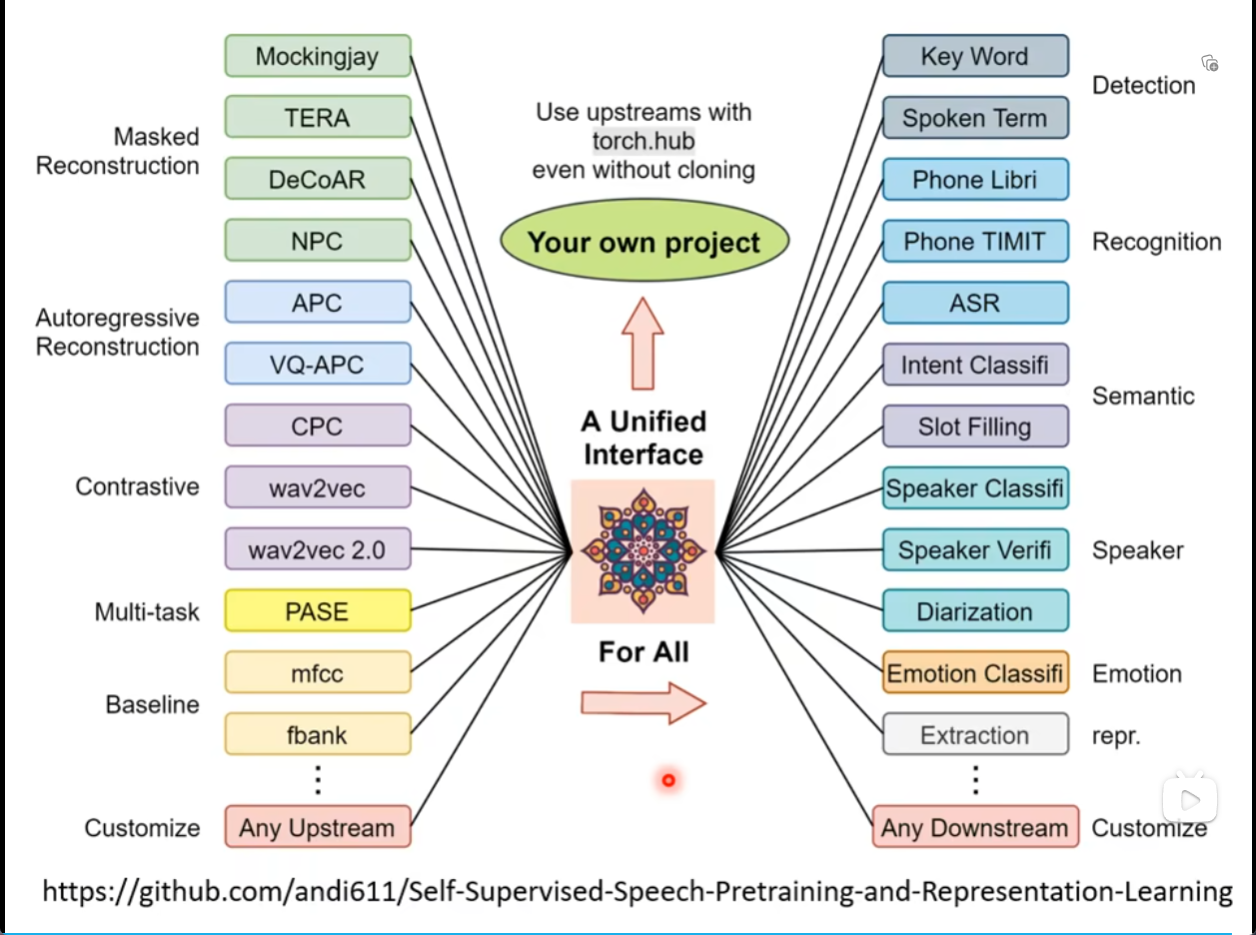 Masked
Reconstruction
Mockingjay
TERA
DeCoAR
NPC
Autoregressive
Reconstruction
APC
VQ-APC
Contrastive
CPC
wav2vec
wav2vec 2.0
Multi-task
PASE
Baseline
mfcc
fbank
Customize
Any Upstream
Use upstreams with
torch.hub
even without cloning
Your own project
A Unified
Interface
For All
Key Word
Spoken Term
Detection
Phone Libri
Phone TIMIT
ASR
Recognition
Intent Classifi
Slot Filling
Semantic
Speaker Classifi
Speaker Verifi
Diarization
Speaker
Emotion Classifi
Emotion
Extraction
repr.
Any Downstream
Customize
https://github.com/andi611/Self-Supervised-Speech-Pretraining-and-Representation-Learning